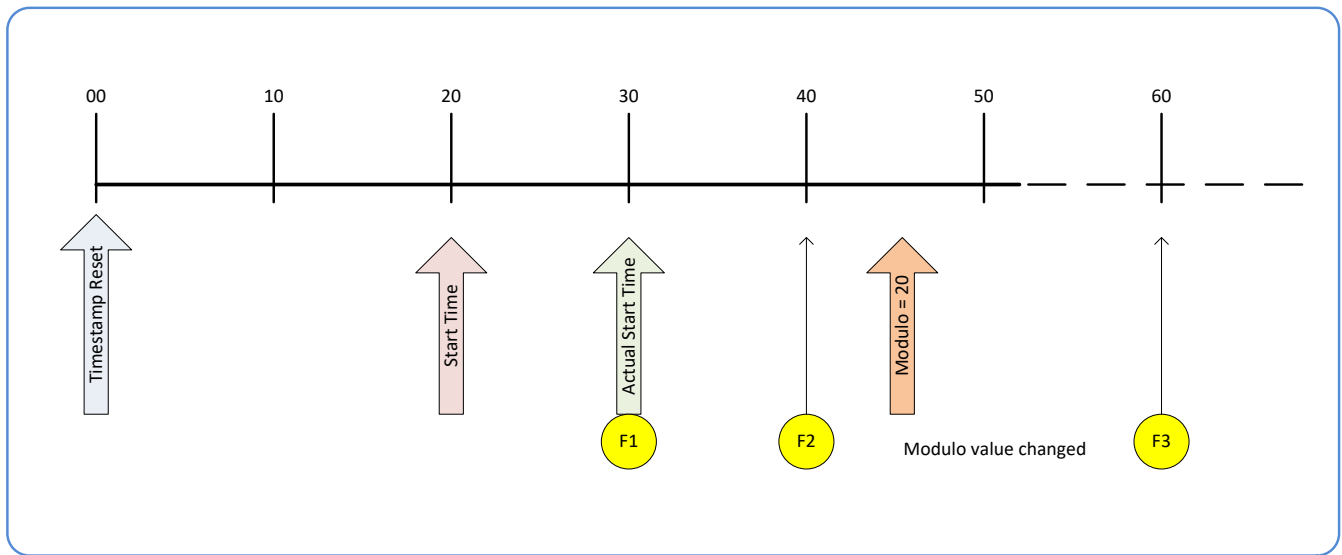 00 10 20 30 40 50 60
Timestamp Reset
Start Time
Actual Start Time
Modulo = 20
F1 F2 Modulo value changed F3